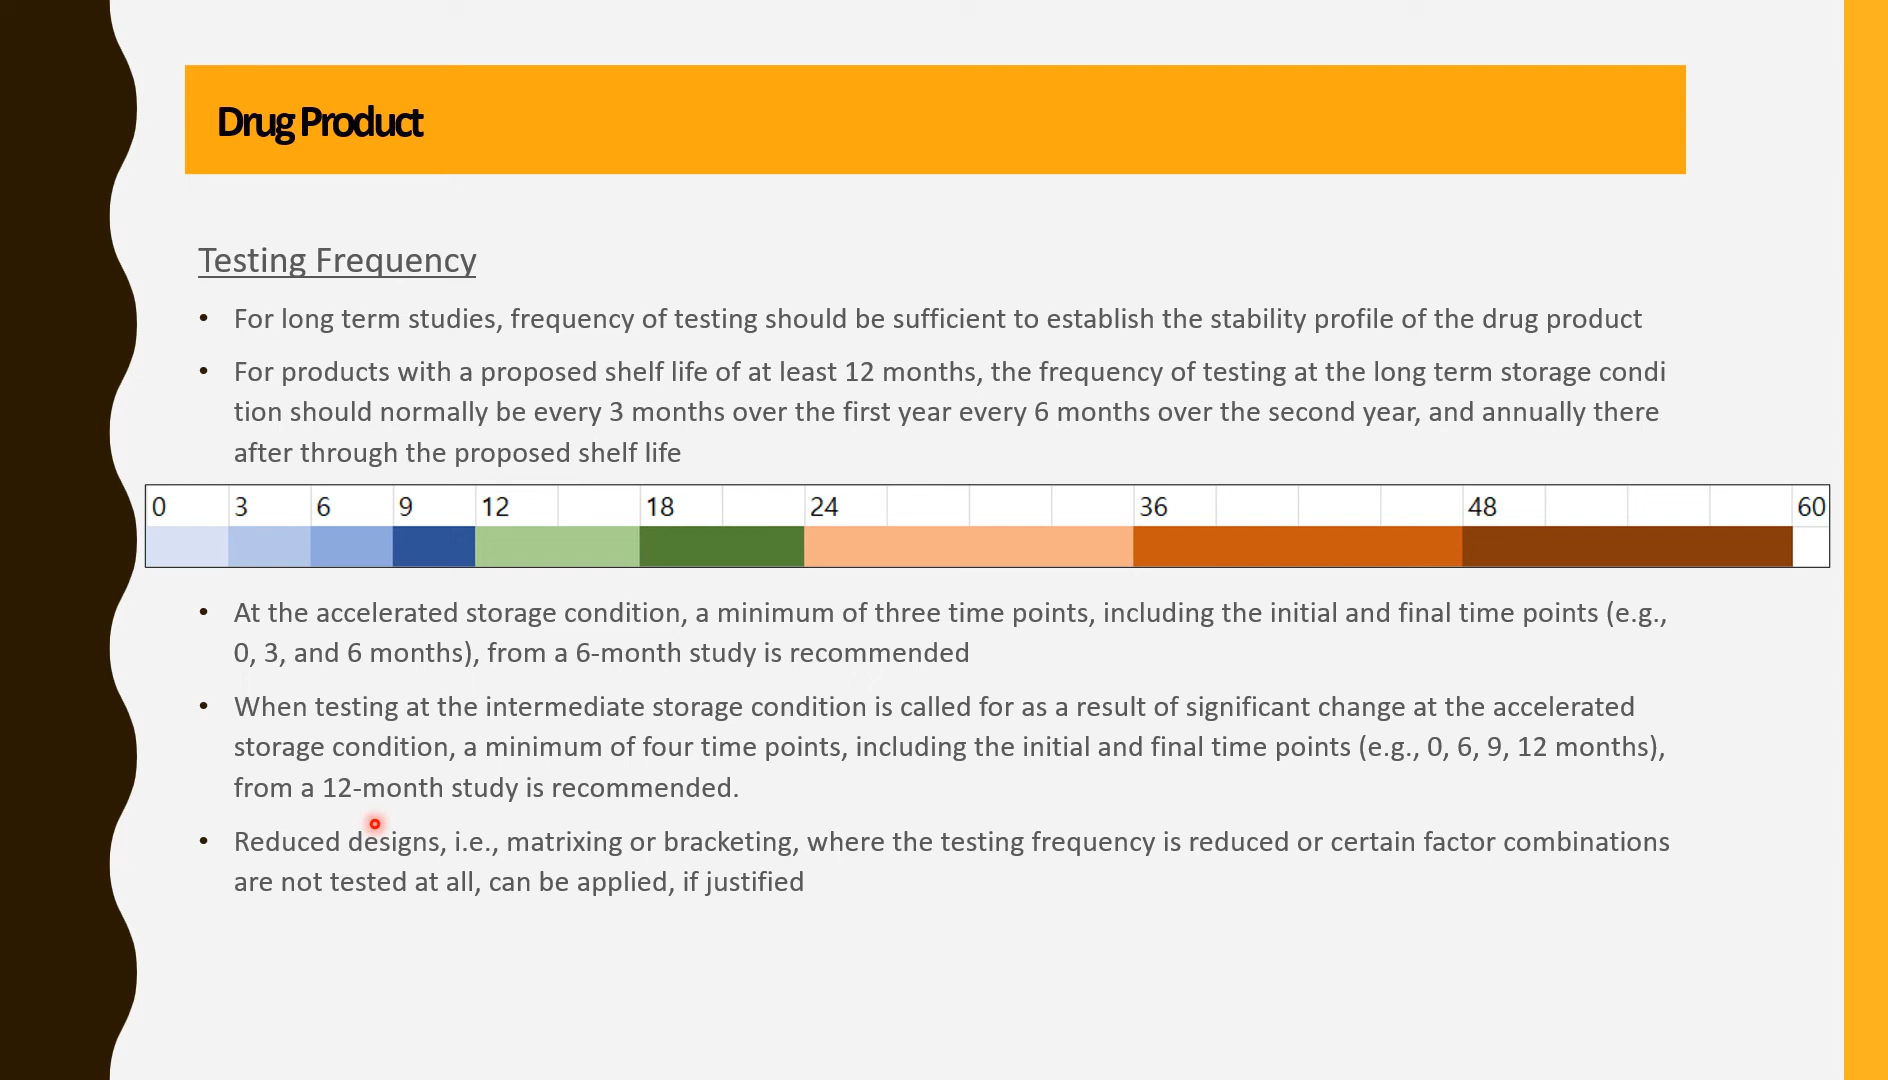 Drug Product
Testing Frequency
• For long term studies, frequency of testing should be sufficient to establish the stability profile of the drug product
• For products with a proposed shelf life of at least 12 months, the frequency of testing at the long term storage condi
tion should normally be every 3 months over the first year every 6 months over the second year, and annually there
after through the proposed shelf life
0 3 6 9 12 18 24 36 48 60
• At the accelerated storage condition, a minimum of three time points, including the initial and final time points (e.g.,
0, 3, and 6 months), from a 6-month study is recommended
• When testing at the intermediate storage condition is called for as a result of significant change at the accelerated
storage condition, a minimum of four time points, including the initial and final time points (e.g., 0, 6, 9, 12 months),
from a 12-month study is recommended.
• Reduced designs, i.e., matrixing or bracketing, where the testing frequency is reduced or certain factor combinations
are not tested at all, can be applied, if justified